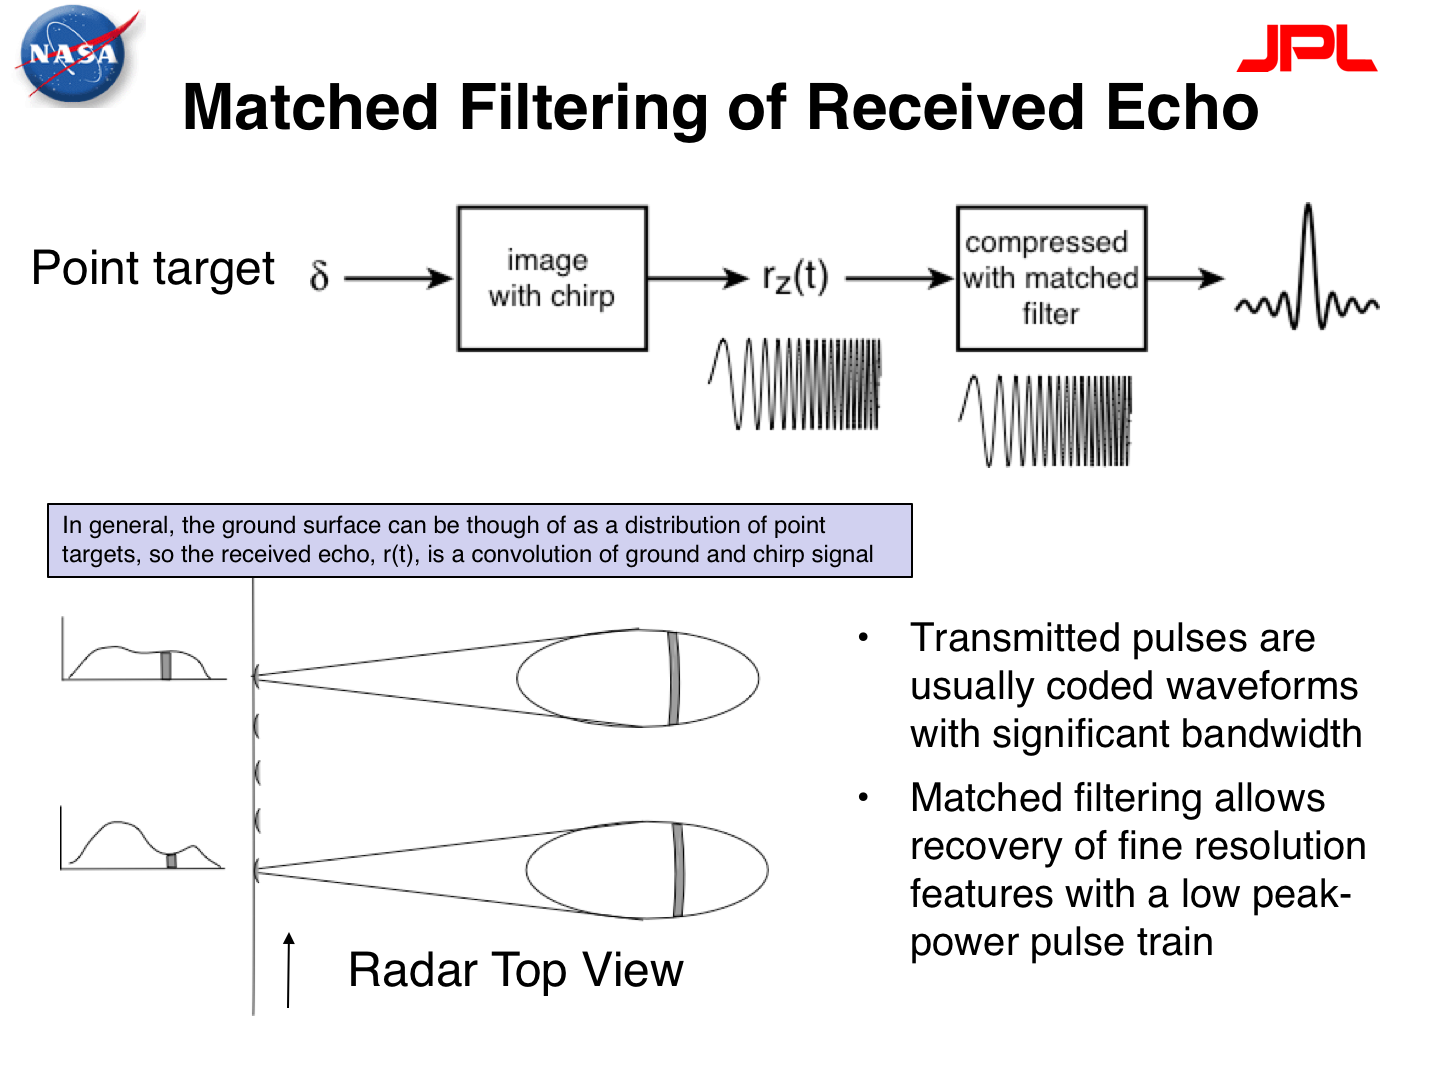 NASA
JPL
Matched Filtering of Received Echo
Point target
δ
image
with chirp
rz(t)
compressed
with matched
filter
In general, the ground surface can be though of as a distribution of point
targets, so the received echo, r(t), is a convolution of ground and chirp signal
• Transmitted pulses are
usually coded waveforms
with significant bandwidth
• Matched filtering allows
recovery of fine resolution
features with a low peak-
power pulse train
Radar Top View